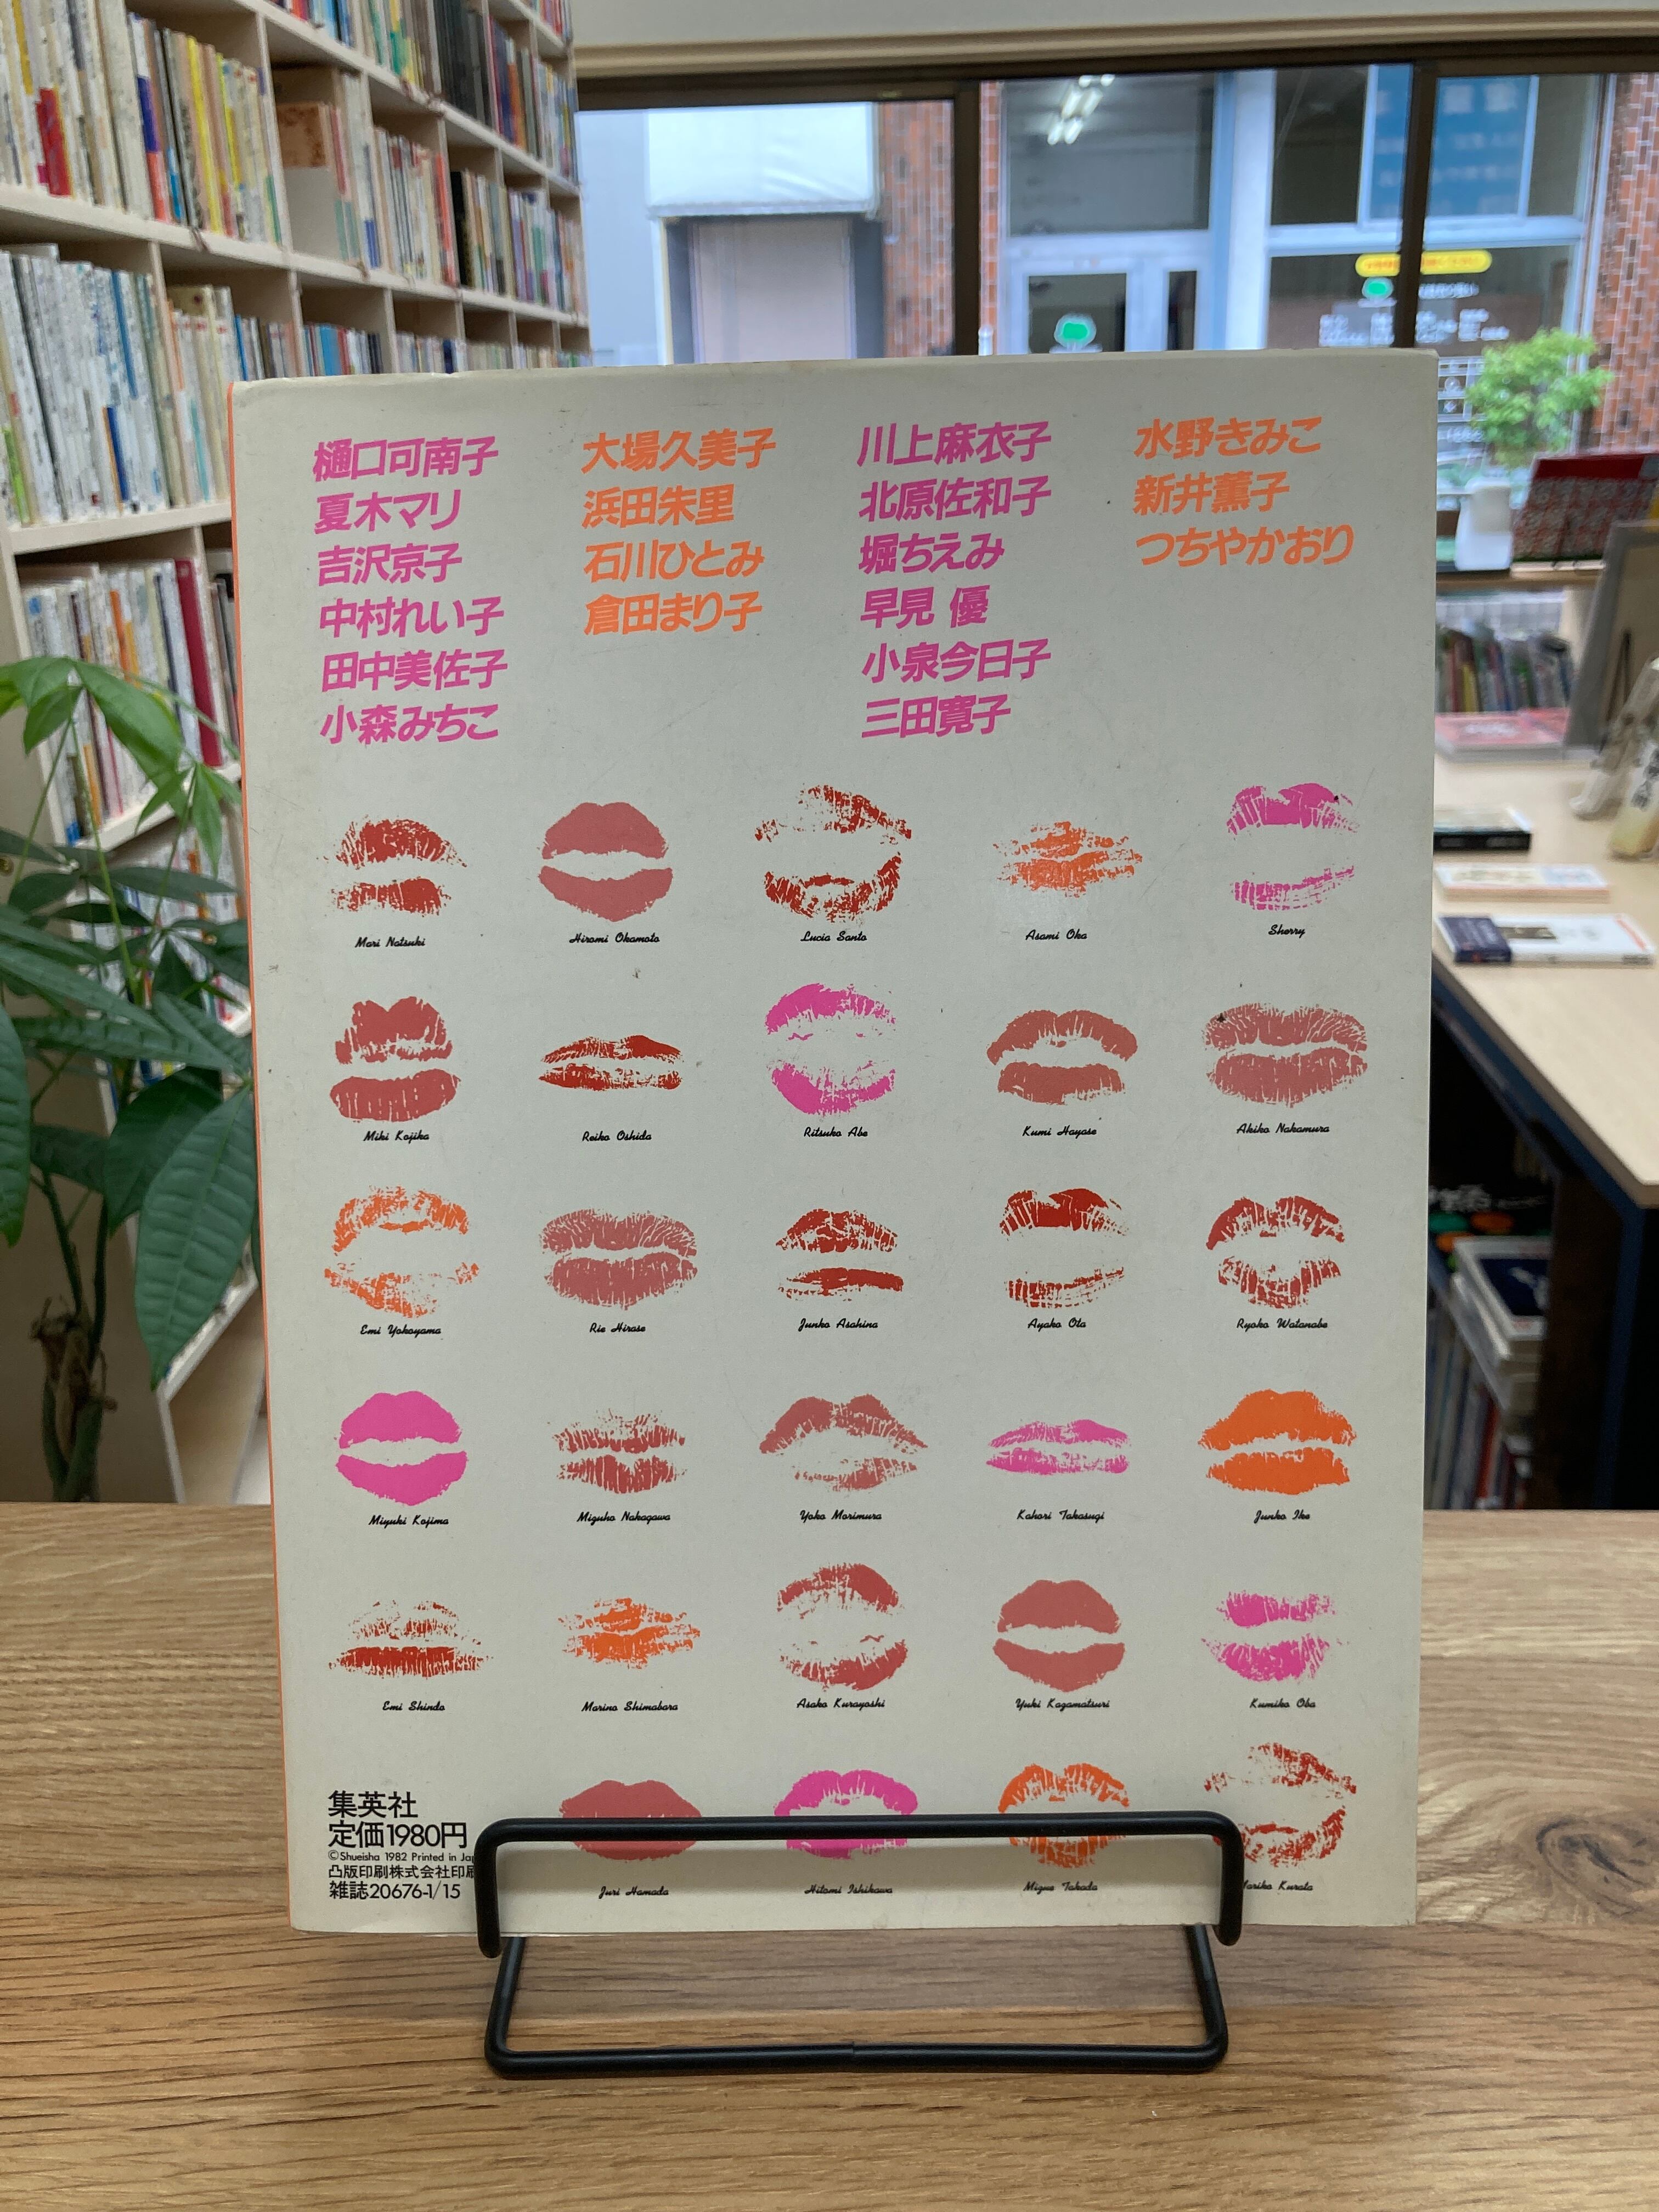 樋口可南子
夏木マリ
吉沢京子
中村れい子
田中美佐子
小森みちこ
大場久美子
浜田朱里
石川ひとみ
倉田まり子
川上麻衣子
北原佐和子
堀ちえみ
早見 優
小泉今日子
三田寛子
水野きみこ
新井薫子
つちやかおり
Mari Natsuki
Hiromi Okamoto
Lucia Santo
Asami Oka
Sherry
Miki Kojika
Reiko Oshida
Ritsuko Abe
Kumi Hayase
Akiko Nakamura
Emi Yokoyama
Rie Hirase
Junko Asahina
Ayako Ota
Ryoko Watanabe
Miyuki Kojima
Mizuho Nakagawa
Yoko Morimura
Kahori Takasugi
Junko Ike
Emi Shindo
Marino Shimabara
Asako Kurayoshi
Yuki Kagamatsuri
Kumiko Oba
Juri Hamada
Hitomi Ishikawa
Mizue Takada
Kurata
集英社
定価1980円
©Shueisha 1982 Printed in
凸版印刷株式会社印刷
雑誌20676-1/15